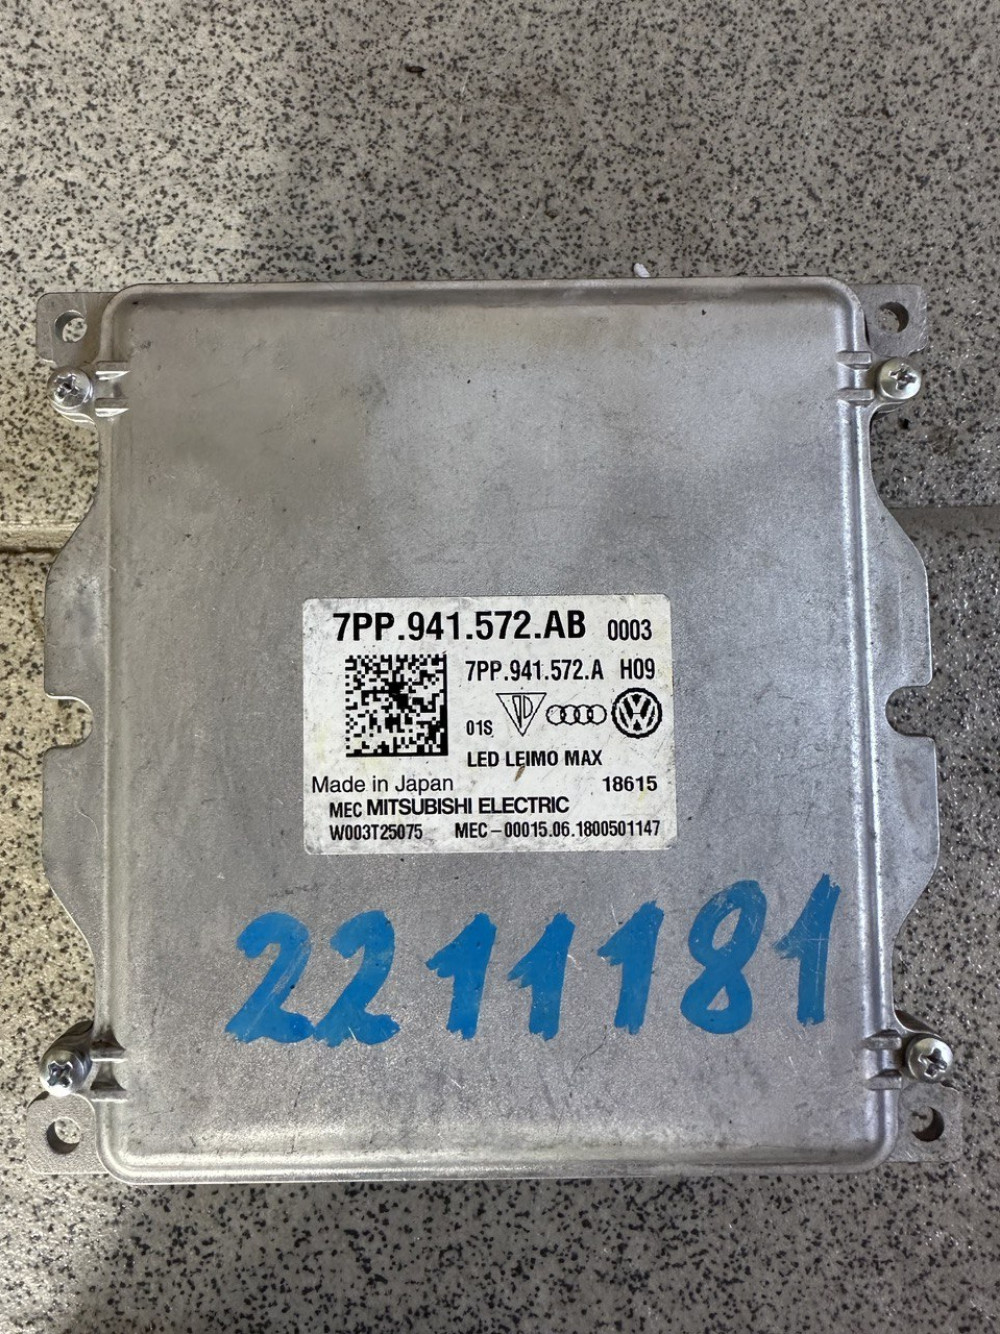 7PP.941.572.AB 0003
7PP.941.572.A H09
01S
LED LEIMO MAX
Made in Japan 18615
MEC MITSUBISHI ELECTRIC
W003T25075 MEC-00015.06.1800501147
2211181